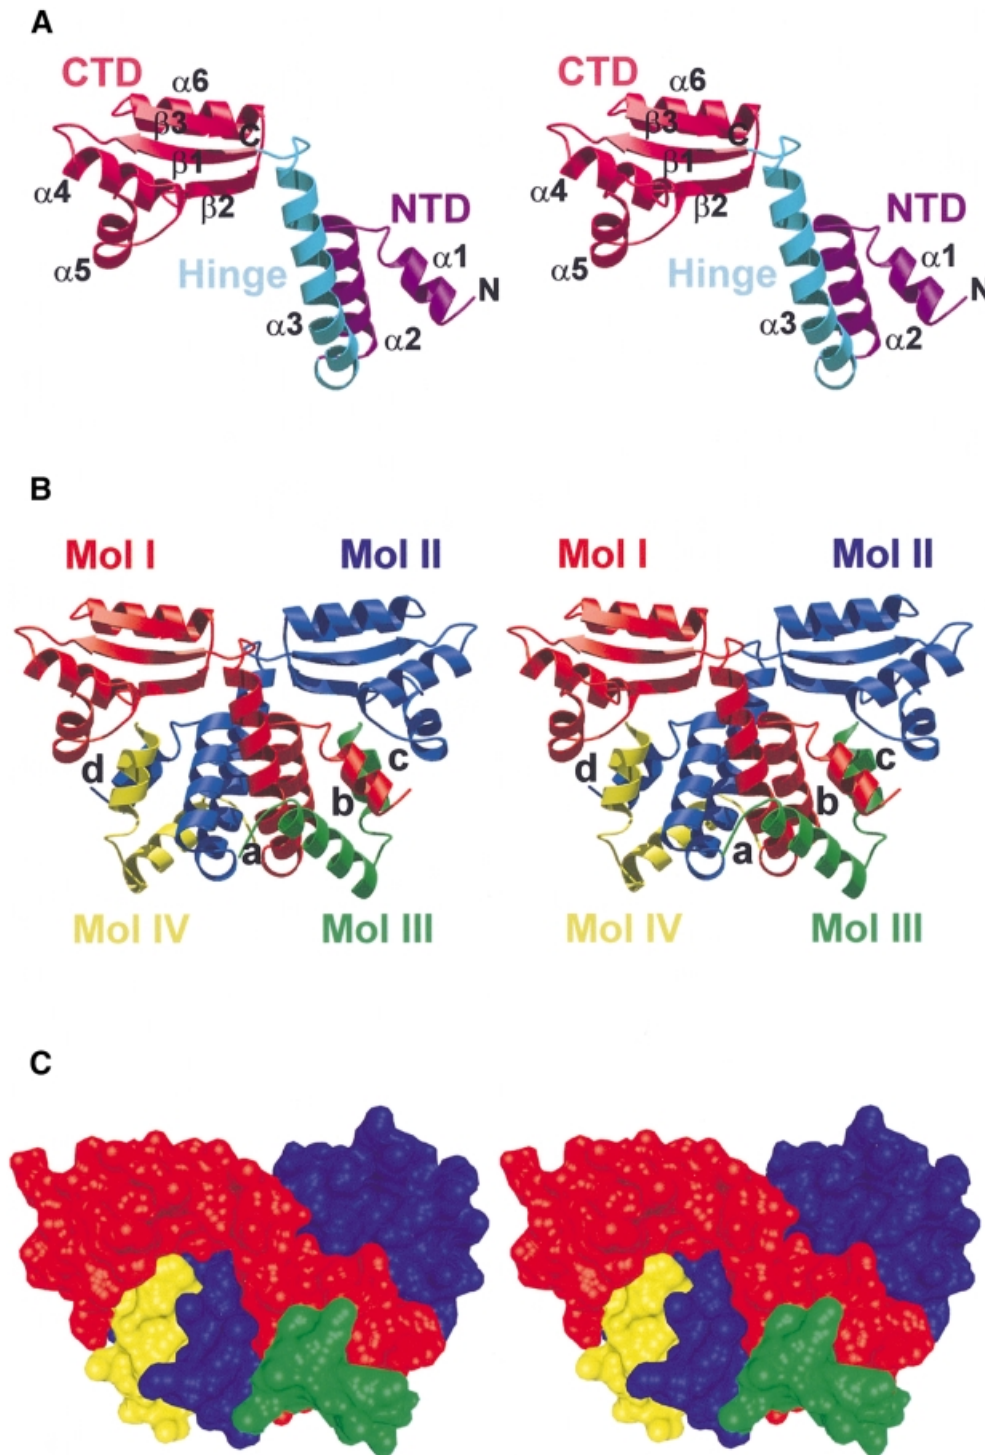 A
CTD α6 CTD α6
β3 C β3 C
β1 β1
α4 β2 NTD α4 β2 NTD
α5 Hinge α1 α5 Hinge α1
N N
α3 α2 α3 α2
B
Mol I Mol II Mol I Mol II
d c d c
b b
a a
Mol IV Mol III Mol IV Mol III
C